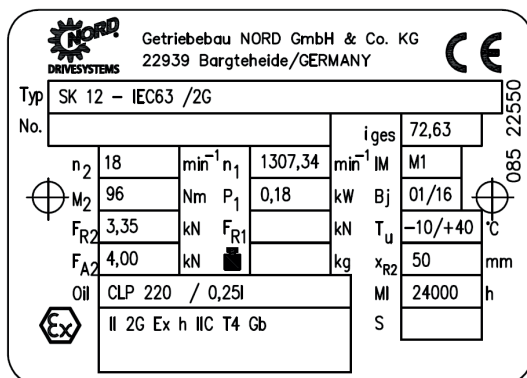 NORD
DRIVESYSTEMS
Getriebebau NORD GmbH & Co. KG
22939 Bargteheide/GERMANY
CE
Typ SK 12 – IEC63 /2G
No. i ges 72,63
n2 18 min-1 n1 1307,34 min-1 IM M1
M2 96 Nm P1 0,18 kW Bj 01/16
FR2 3,35 kN FR1 kN Tu -10/+40 °C
FA2 4,00 kN kg xR2 50 mm
Oil CLP 220 / 0,25l MI 24000 h
Ex II 2G Ex h IIC T4 Gb S
085 22550